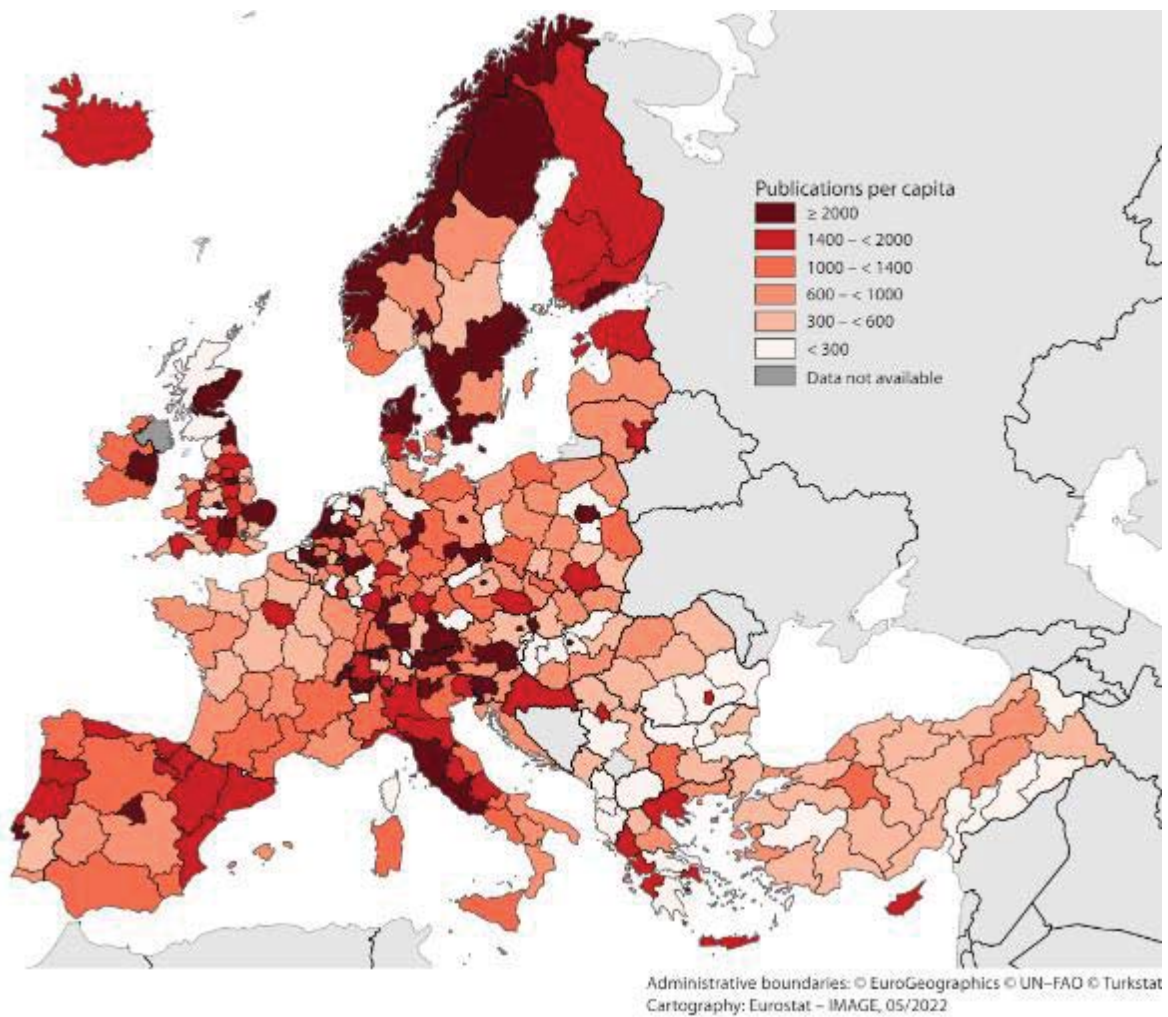 Publications per capita
≥ 2000
1400 – < 2000
1000 – < 1400
600 – < 1000
300 – < 600
< 300
Data not available
Administrative boundaries: © EuroGeographics © UN–FAO © Turkstat
Cartography: Eurostat – IMAGE, 05/2022